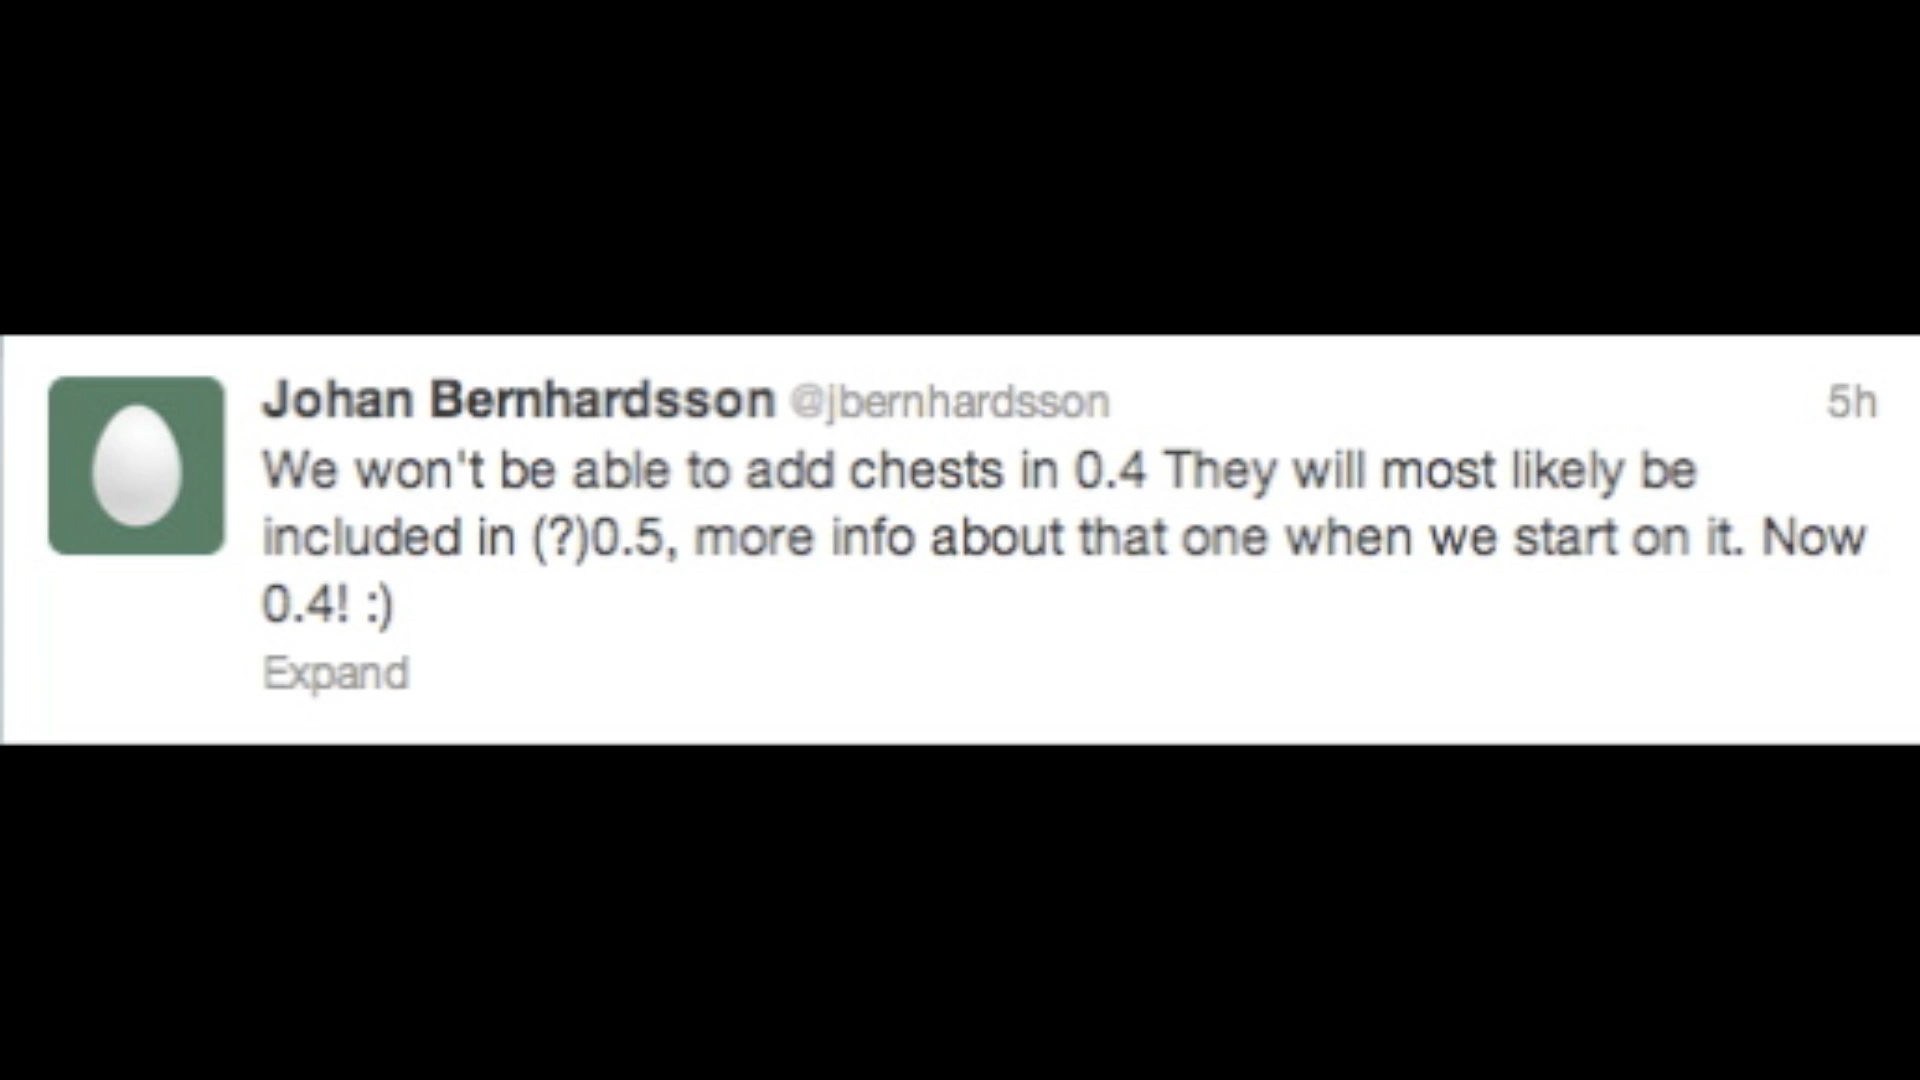 Johan Bernhardsson @jbernhardsson 5h
We won't be able to add chests in 0.4 They will most likely be
included in (?)0.5, more info about that one when we start on it. Now
0.4! :)
Expand